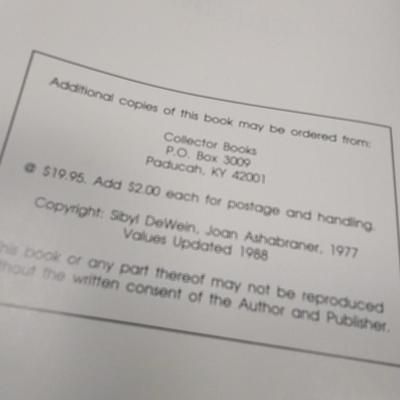 Additional copies of this book may be ordered from:
Collector Books
P.O. Box 3009
Paducah, KY 42001
@ $19.95. Add $2.00 each for postage and handling.
Copyright: Sibyl DeWein, Joan Ashabraner, 1977
Values Updated 1988
his book or any part thereof may not be reproduced
thout the written consent of the Author and Publisher.